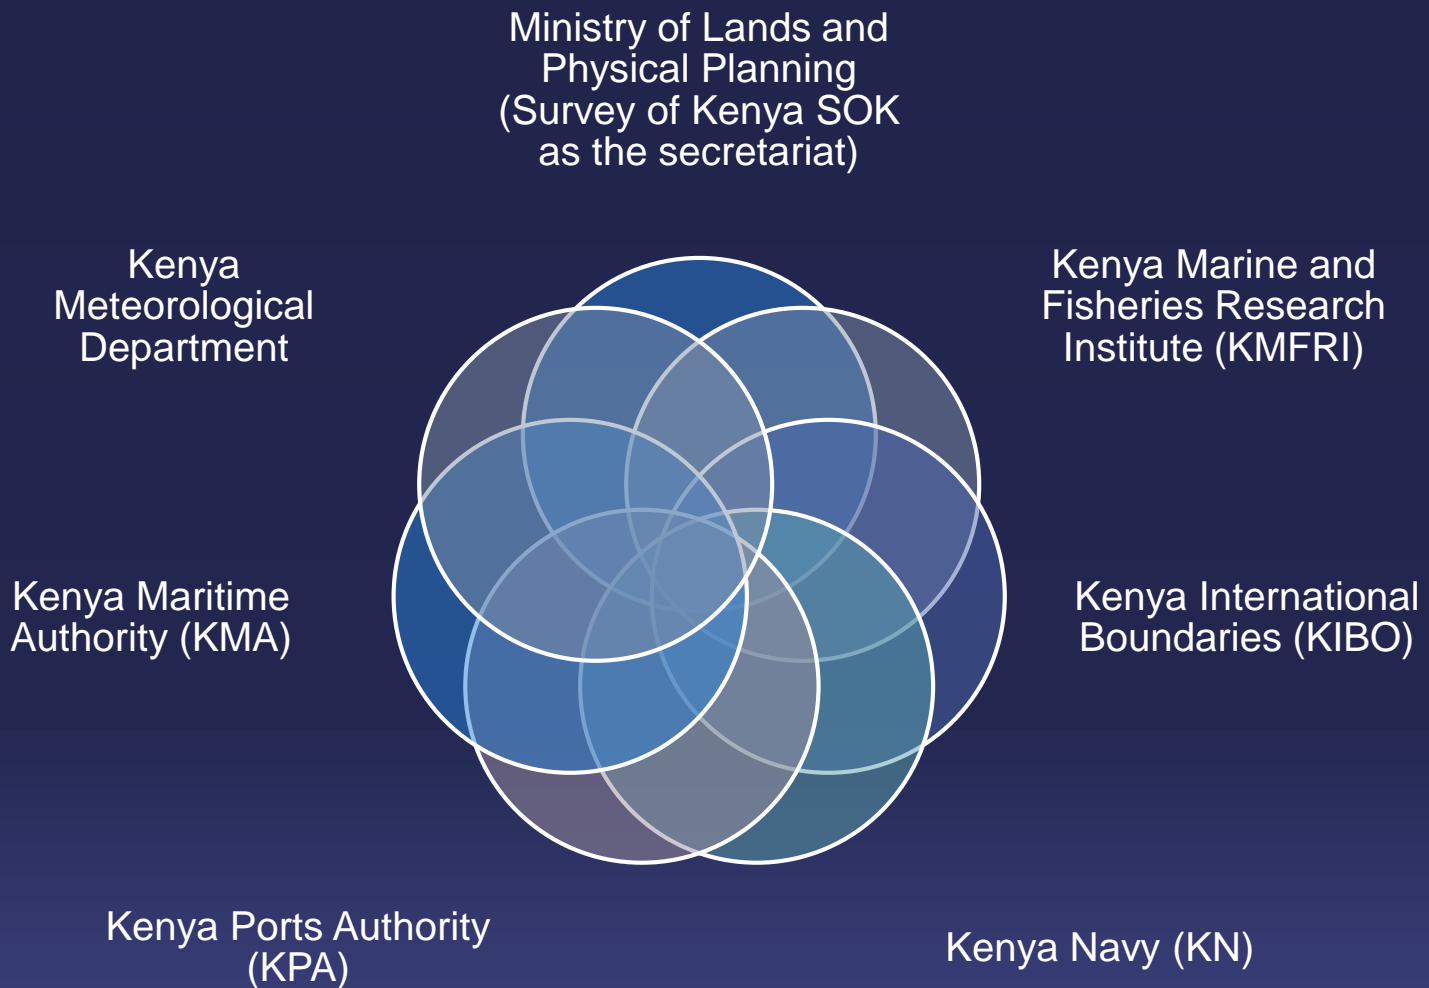 Ministry of Lands and
Physical Planning
(Survey of Kenya SOK
as the secretariat)
Kenya
Meteorological
Department
Kenya Marine and
Fisheries Research
Institute (KMFRI)
Kenya Maritime
Authority (KMA)
Kenya International
Boundaries (KIBO)
Kenya Ports Authority
(KPA)
Kenya Navy (KN)